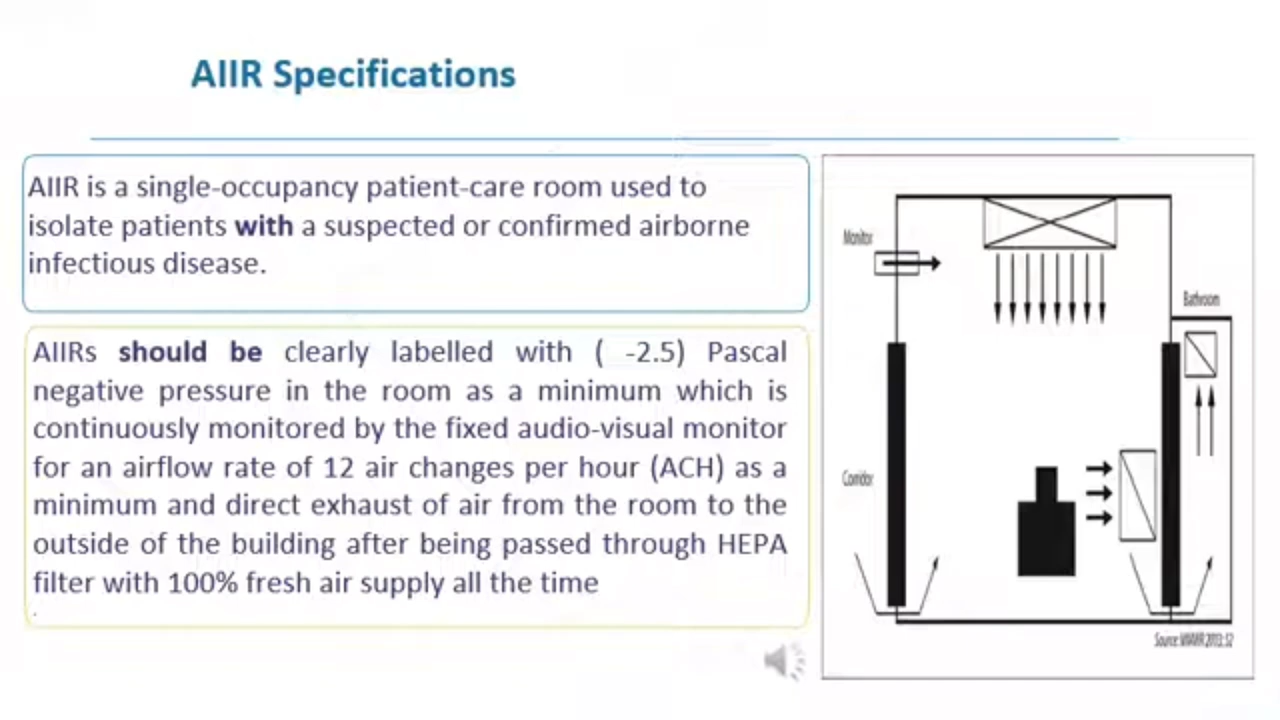 AIIR Specifications
AIIR is a single-occupancy patient-care room used to
isolate patients with a suspected or confirmed airborne
infectious disease.
AIIRs should be clearly labelled with ( -2.5) Pascal
negative pressure in the room as a minimum which is
continuously monitored by the fixed audio-visual monitor
for an airflow rate of 12 air changes per hour (ACH) as a
minimum and direct exhaust of air from the room to the
outside of the building after being passed through HEPA
filter with 100% fresh air supply all the time
.
Monitor
Bathroom
Corridor
Source: